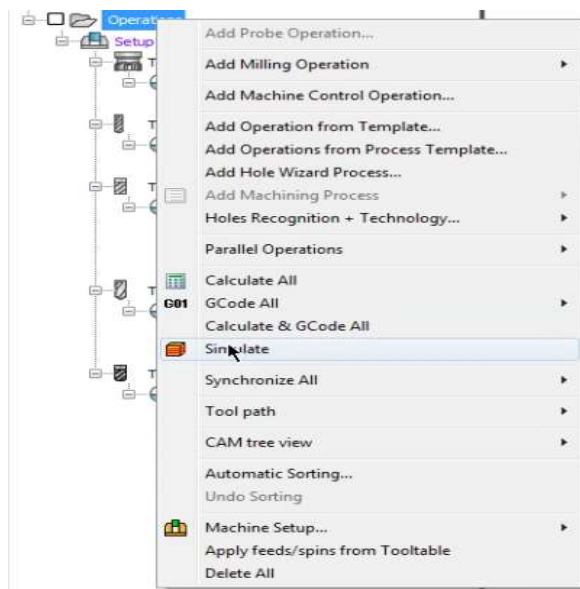 Operations
Setup
Add Probe Operation...
Add Milling Operation
Add Machine Control Operation...
Add Operation from Template...
Add Operations from Process Template...
Add Hole Wizard Process...
Add Machining Process
Holes Recognition + Technology...
Parallel Operations
Calculate All
G01 GCode All
Calculate & GCode All
Simulate
Synchronize All
Tool path
CAM tree view
Automatic Sorting...
Undo Sorting
Machine Setup...
Apply feeds/spins from Tooltable
Delete All